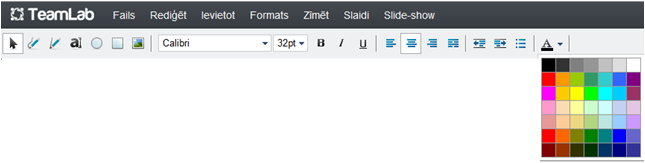 TeamLab Fails Rediģēt Ievietot Formats Zīmēt Slaidi Slide-show
a Calibri 32pt B I U A